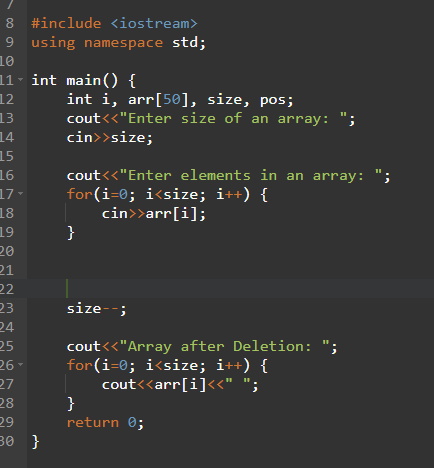 7
8 #include <iostream>
9 using namespace std;
10
11 int main() {
12 int i, arr[50], size, pos;
13 cout<<"Enter size of an array: ";
14 cin>>size;
15
16 cout<<"Enter elements in an array: ";
17 for(i=0; i<size; i++) {
18 cin>>arr[i];
19 }
20
21
22
23 size--;
24
25 cout<<"Array after Deletion: ";
26 for(i=0; i<size; i++) {
27 cout<<arr[i]<<" ";
28 }
29 return 0;
30 }